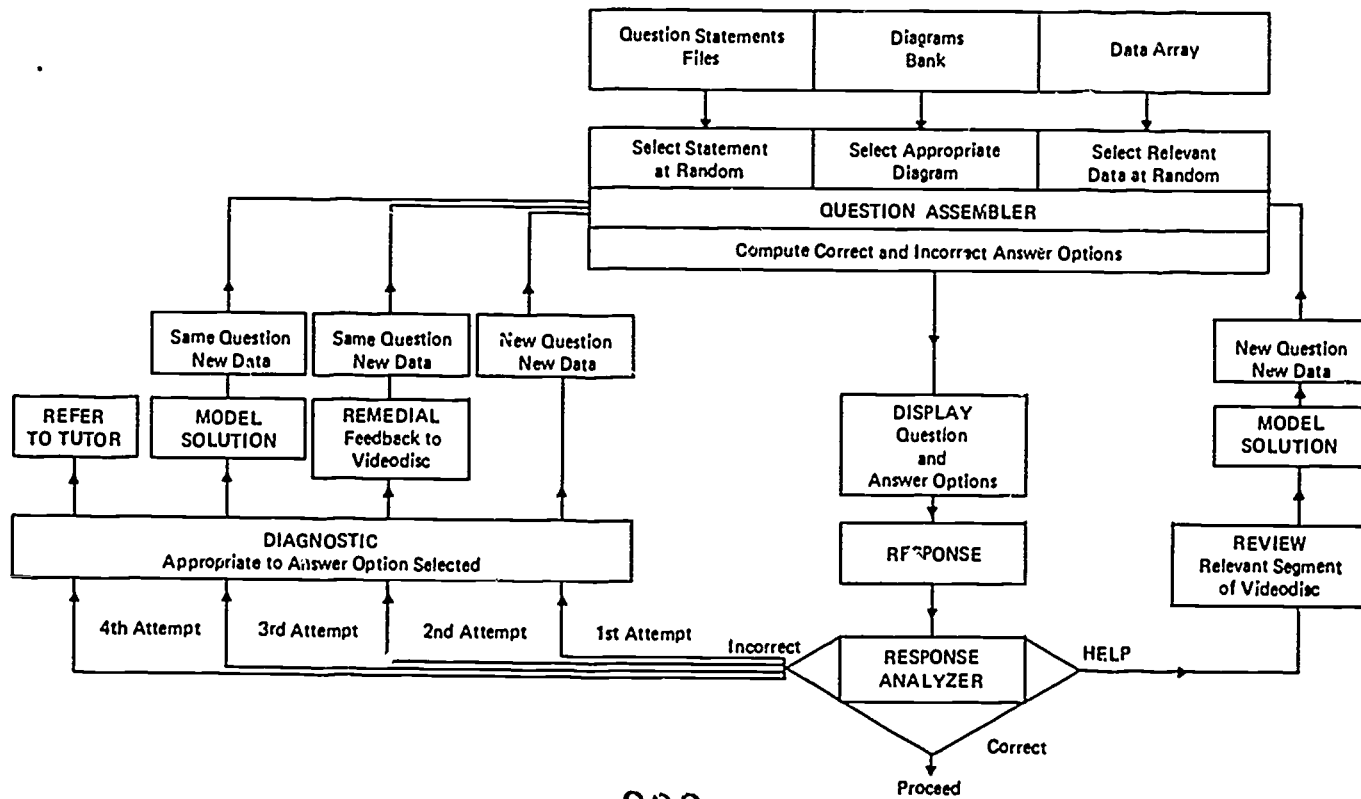 Question Statements
Files
Diagrams
Bank
Data Array
Select Statement
at Random
Select Appropriate
Diagram
Select Relevant
Data at Random
QUESTION ASSEMBLER
Compute Correct and Incorrect Answer Options
Same Question
New Data
Same Question
New Data
New Question
New Data
New Question
New Data
REFER
TO TUTOR
MODEL
SOLUTION
REMEDIAL
Feedback to
Videodisc
DISPLAY
Question
and
Answer Options
MODEL
SOLUTION
DIAGNOSTIC
Appropriate to Answer Option Selected
RESPONSE
REVIEW
Relevant Segment
of Videodisc
4th Attempt
3rd Attempt
2nd Attempt
1st Attempt
Incorrect
RESPONSE
ANALYZER
HELP
Correct
Proceed